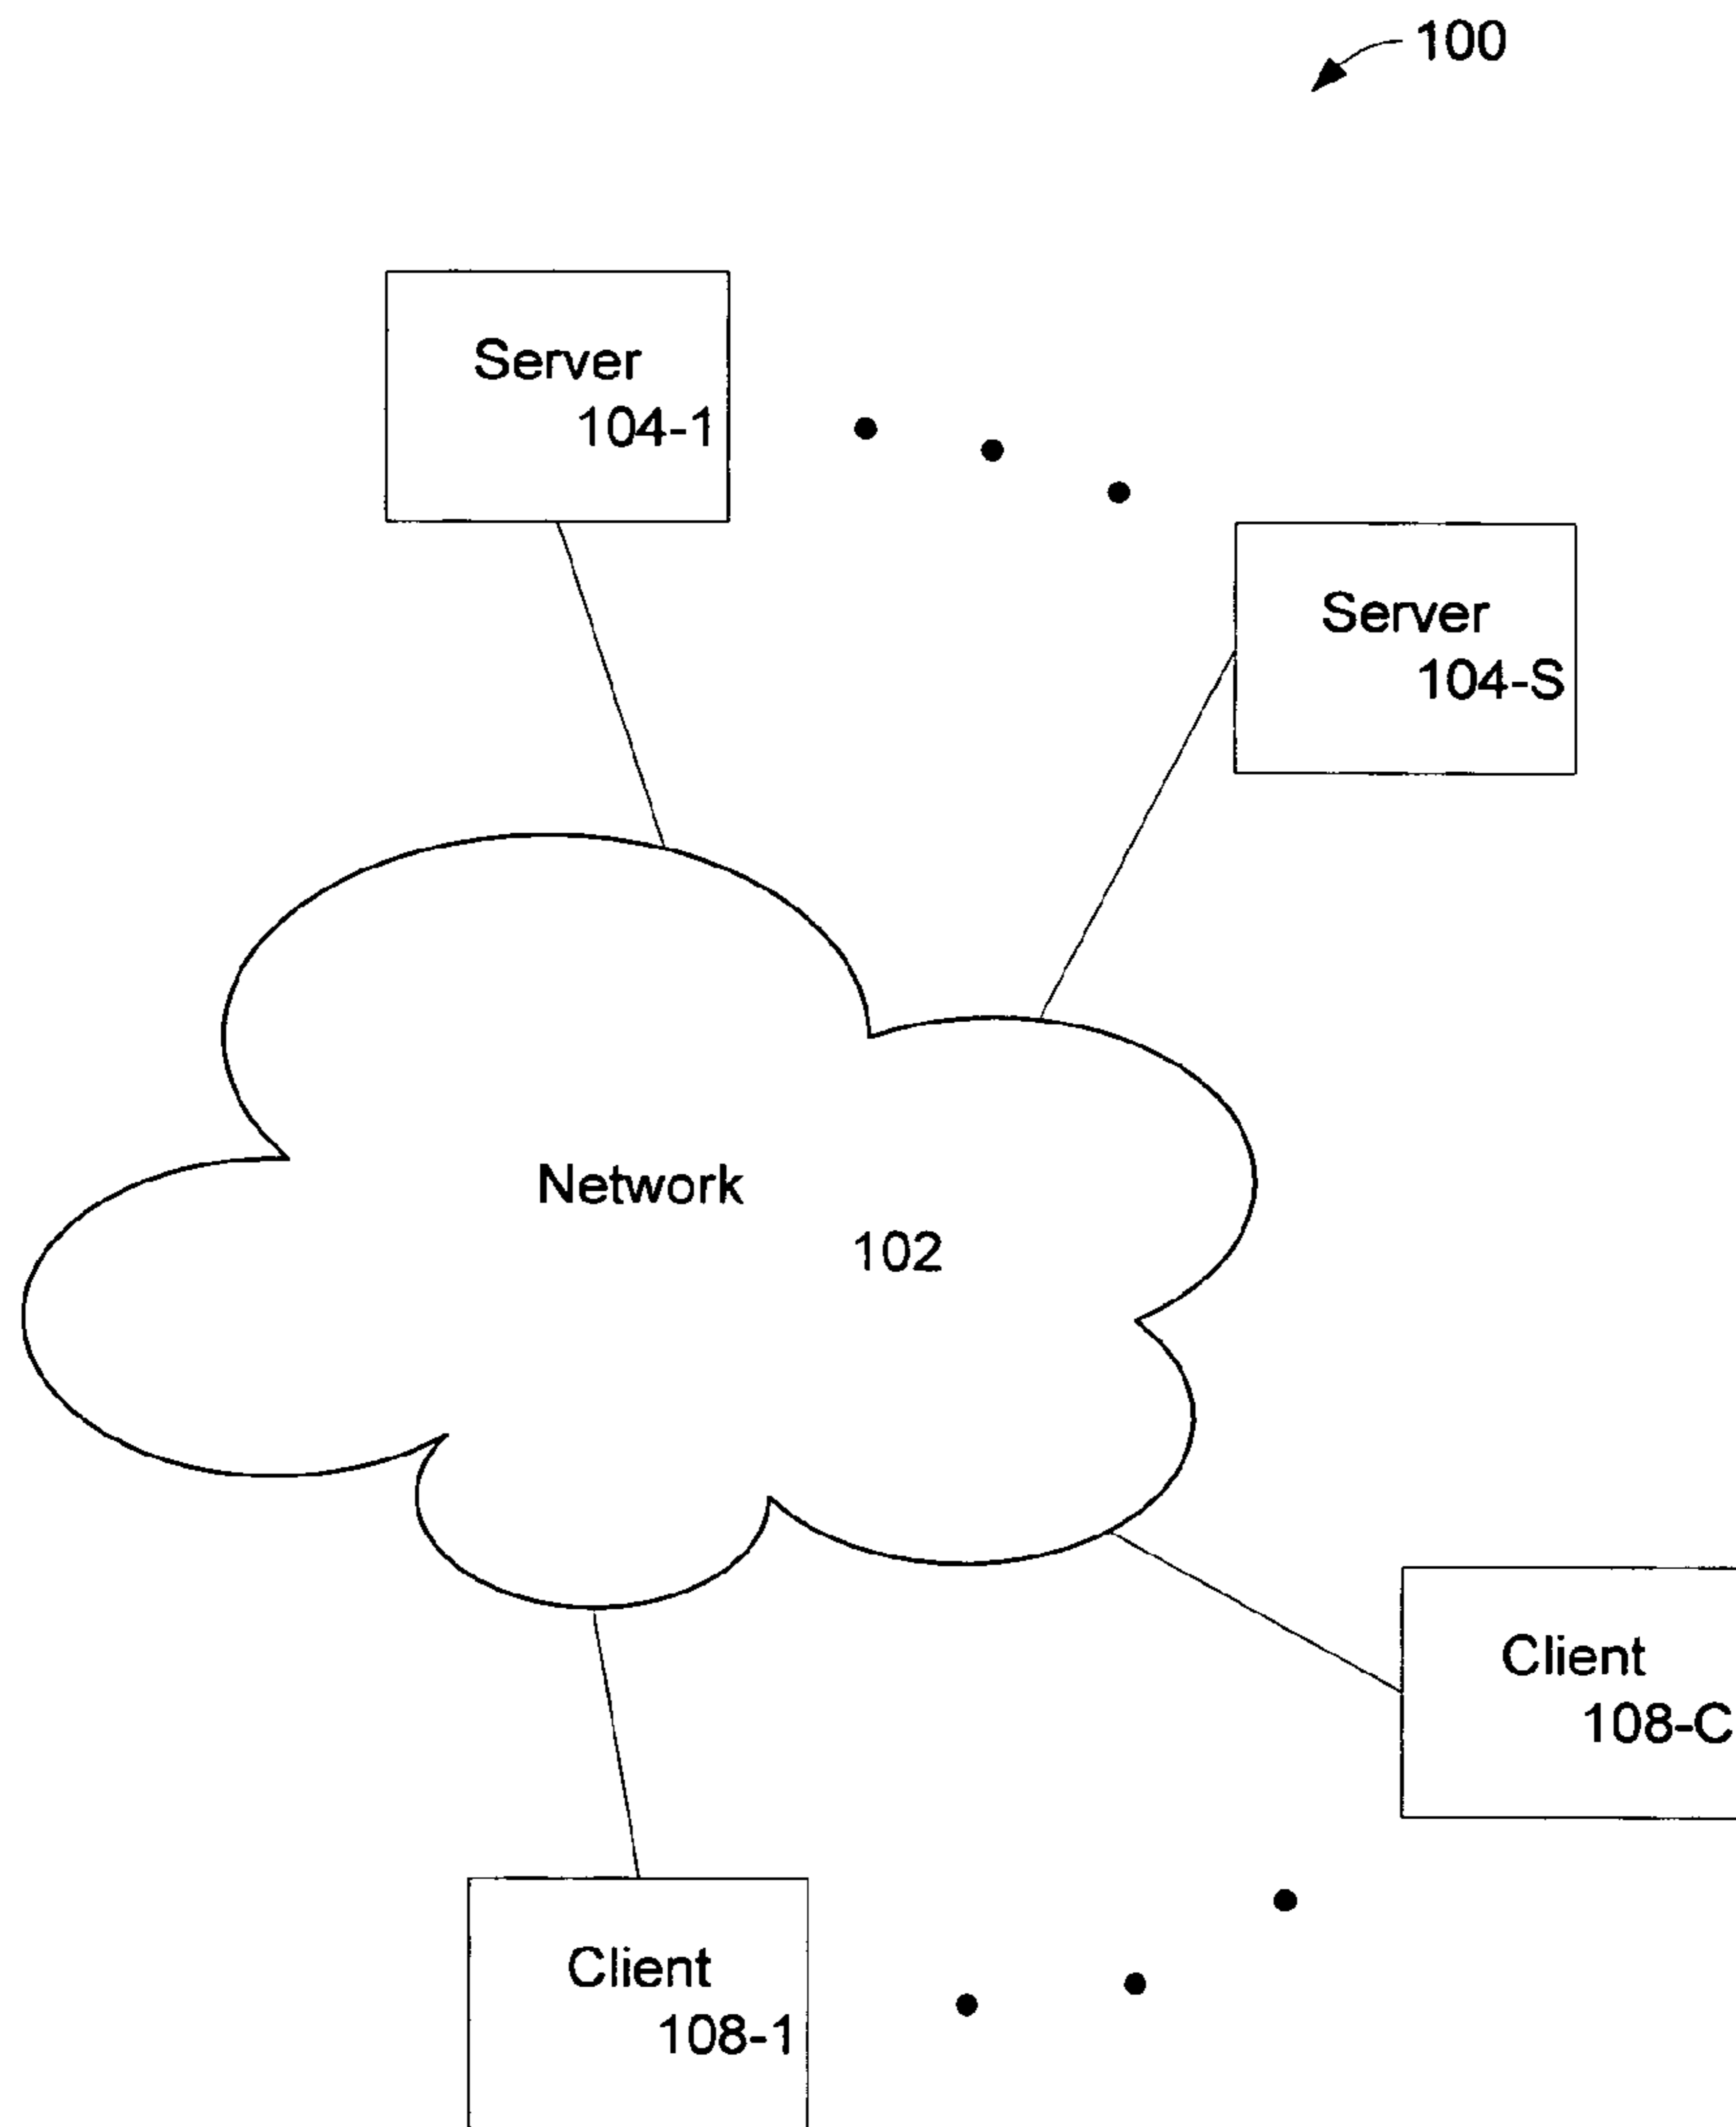 100
Server
104-1
Server
104-S
Network
102
Client
108-C
Client
108-1